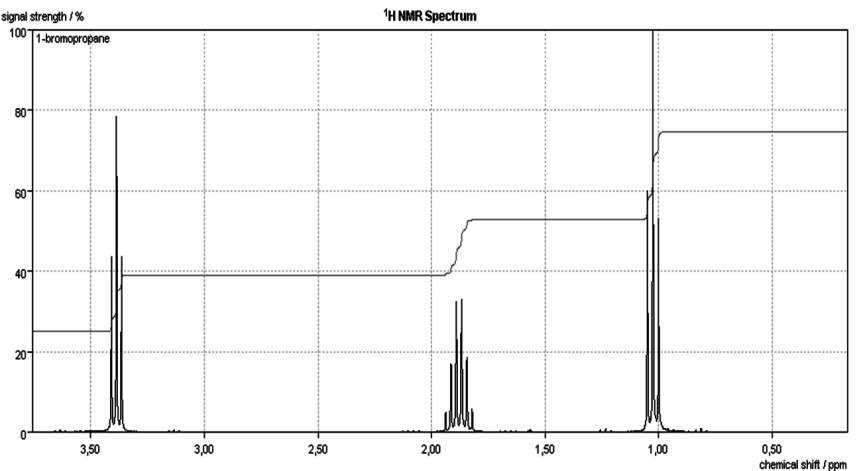 signal strength / %
¹H NMR Spectrum
100
1-bromopropane
80
60
40
20
0
3,50 3,00 2,50 2,00 1,50 1,00 0,50
chemical shift / ppm